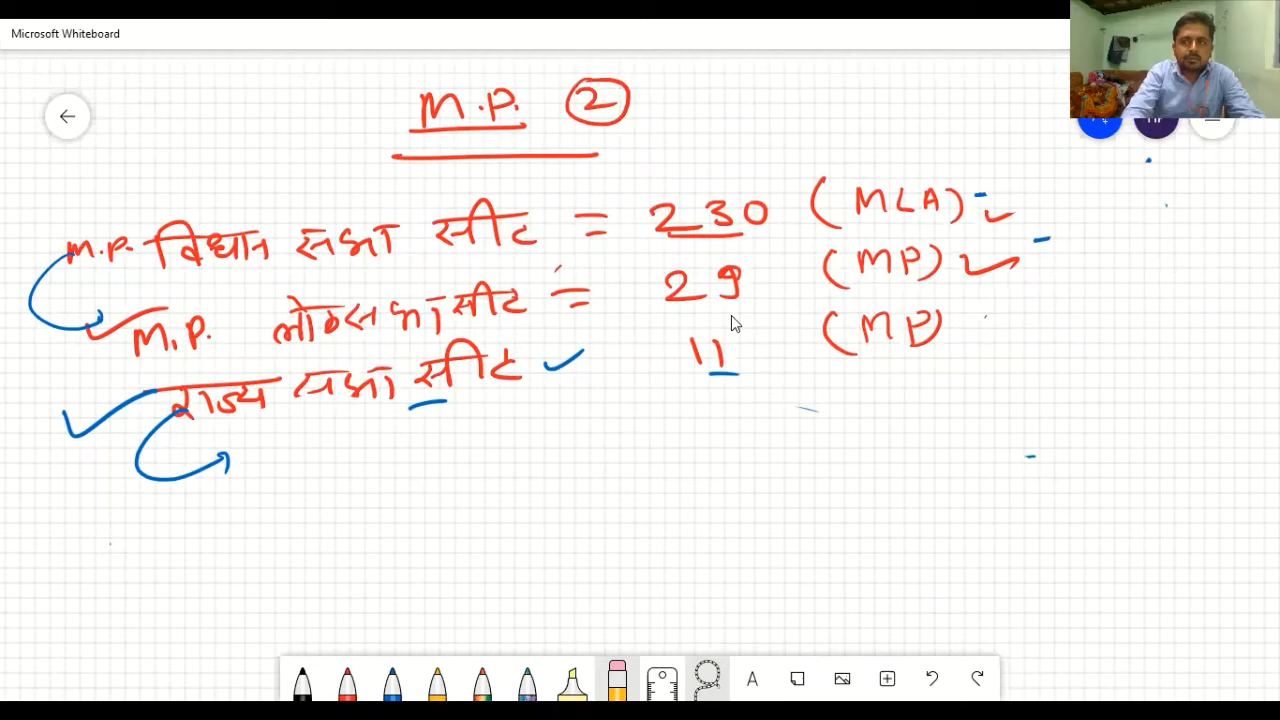 Microsoft Whiteboard
M.P. 2
M.P. विधान सभा सीट = 230 (MLA)
M.P. लोकसभा सीट = 29 (MP)
राज्य सभा सीट 11 (MP)
A